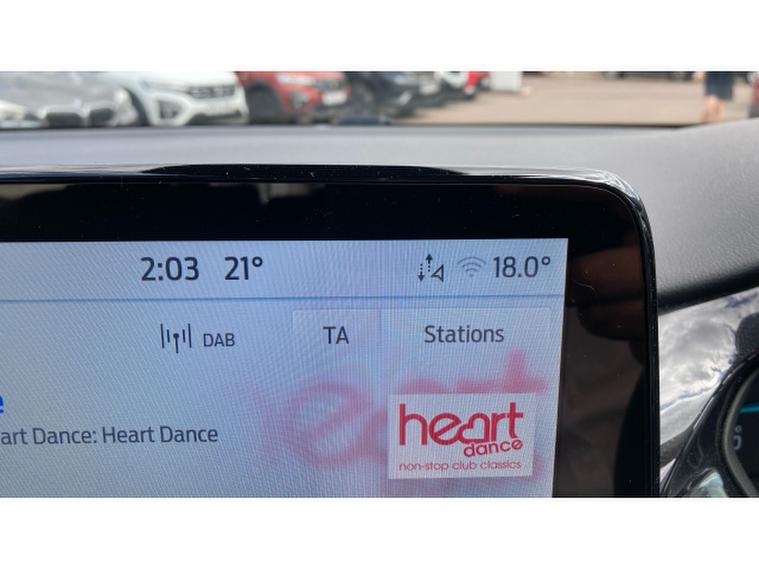 2:03 21° 18.0°
DAB TA Stations
art Dance: Heart Dance
heart
dance
non-stop club classics